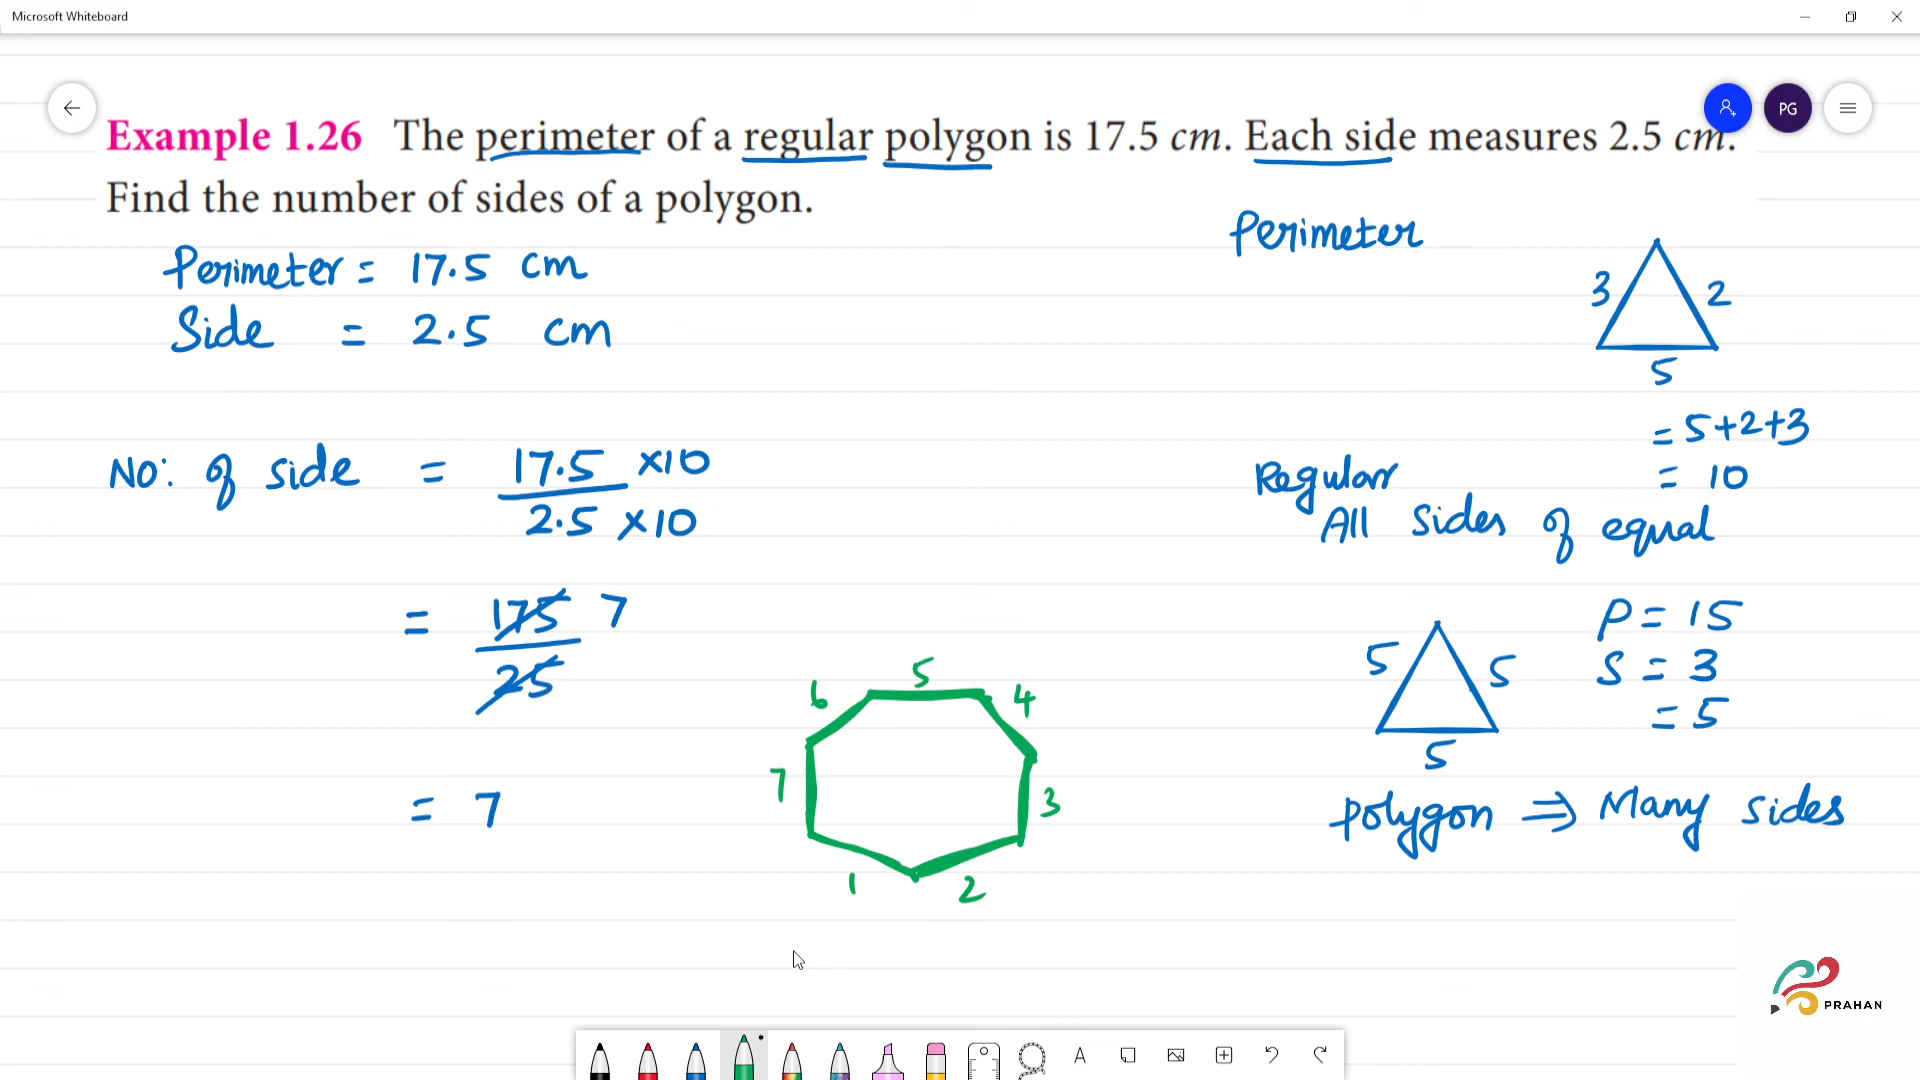 Microsoft Whiteboard
PG
Example 1.26 The perimeter of a regular polygon is 17.5 cm. Each side measures 2.5 cm.
Find the number of sides of a polygon.
Perimeter = 17.5 cm
Side = 2.5 cm
No: of side = 17.5 ×10
2.5 ×10
= 175 7
25
= 7
6 5 4
7 3
1 2
Perimeter
3 2
5
= 5+2+3
= 10
Regular
All sides of equal
5 5
5
P = 15
S = 3
= 5
Polygon ⇒ Many sides
PRAHAN
A